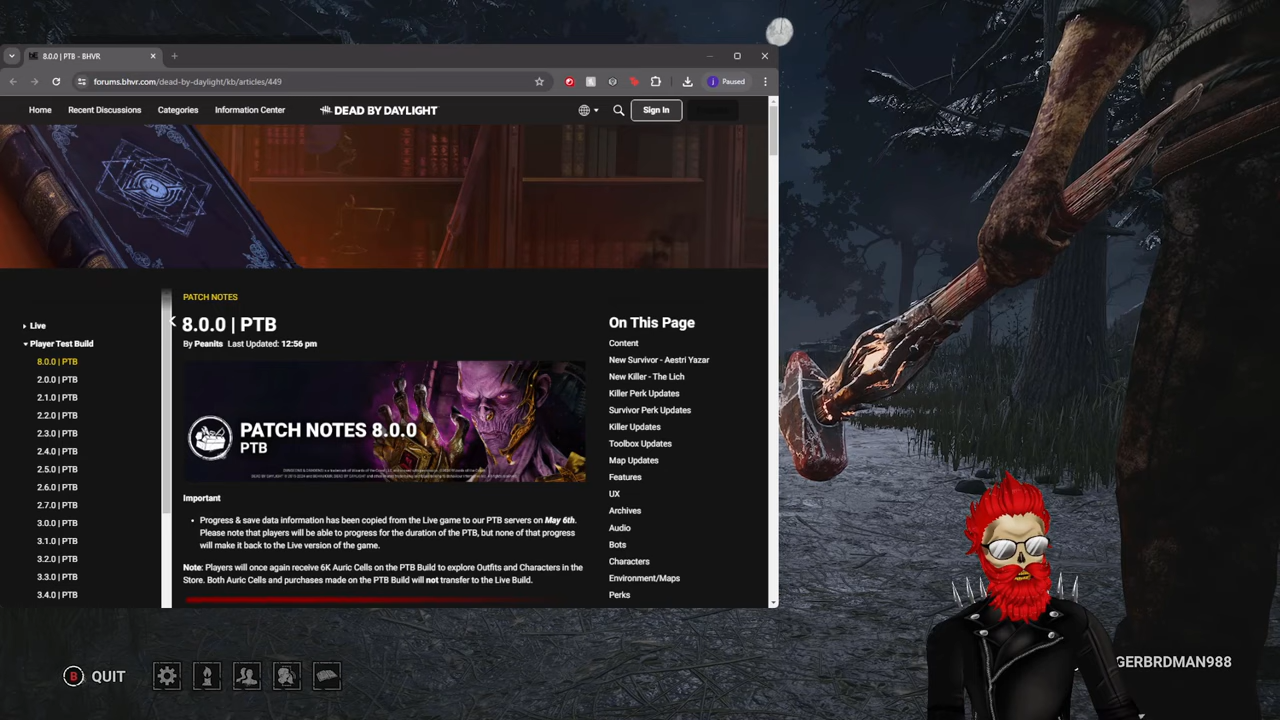 8.0.0 | PTB - BHVR
forums.bhvr.com/dead-by-daylight/kb/articles/449
Paused
Home
Recent Discussions
Categories
Information Center
DEAD BY DAYLIGHT
Sign In
Live
Player Test Build
8.0.0 | PTB
2.0.0 | PTB
2.1.0 | PTB
2.2.0 | PTB
2.3.0 | PTB
2.4.0 | PTB
2.5.0 | PTB
2.6.0 | PTB
2.7.0 | PTB
3.0.0 | PTB
3.1.0 | PTB
3.2.0 | PTB
3.3.0 | PTB
3.4.0 | PTB
PATCH NOTES
8.0.0 | PTB
By Peanits Last Updated: 12:56 pm
PATCH NOTES 8.0.0
PTB
Important
Progress & save data information has been copied from the Live game to our PTB servers on May 6th.
Please note that players will be able to progress for the duration of the PTB, but none of that progress
will make it back to the Live version of the game.
Note: Players will once again receive 6K Auric Cells on the PTB Build to explore Outfits and Characters in the
Store. Both Auric Cells and purchases made on the PTB Build will not transfer to the Live Build.
On This Page
Content
New Survivor - Aestri Yazar
New Killer - The Lich
Killer Perk Updates
Survivor Perk Updates
Killer Updates
Toolbox Updates
Map Updates
Features
UX
Archives
Audio
Bots
Characters
Environment/Maps
Perks
B QUIT
GERBRDMAN988